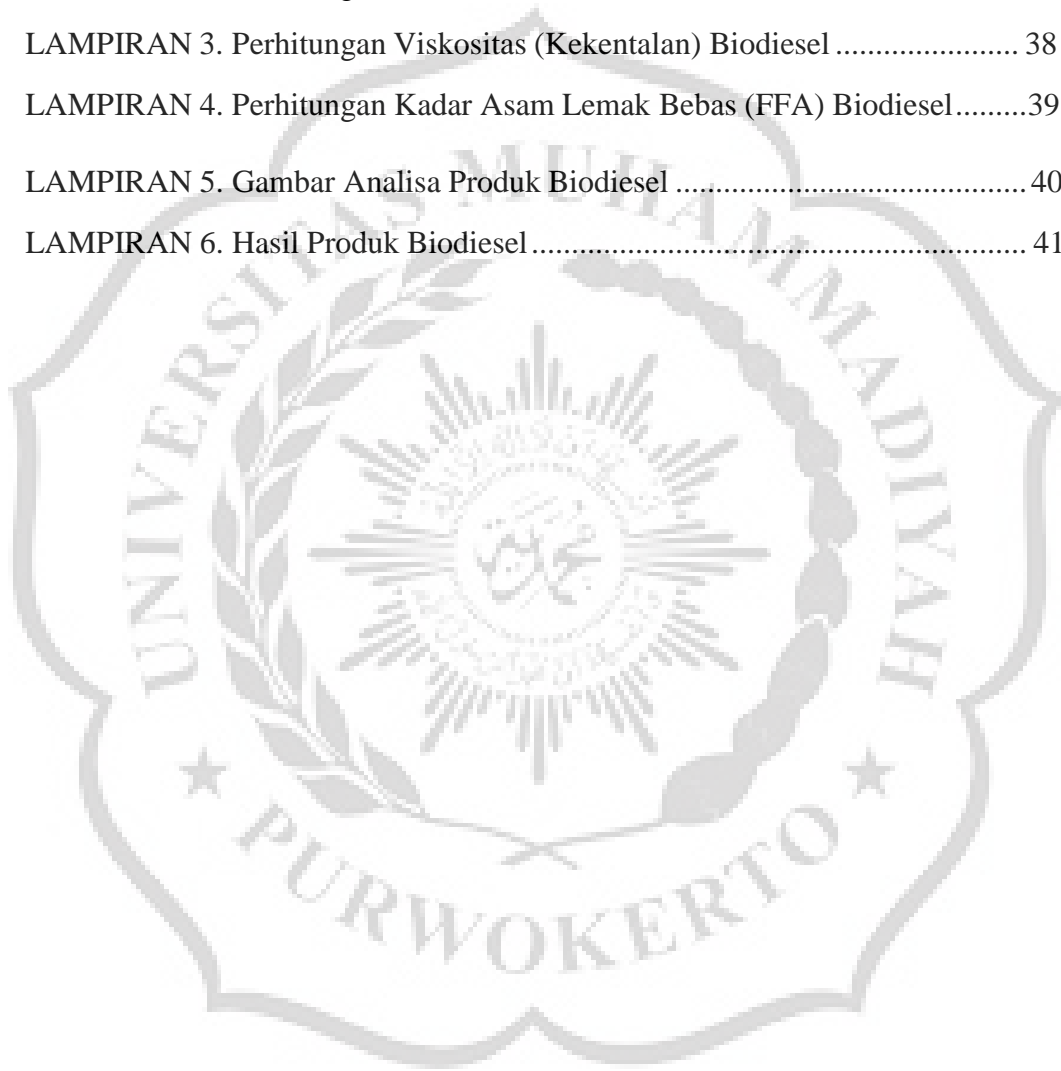 LAMPIRAN 3. Perhitungan Viskositas (Kekentalan) Biodiesel ....................... 38
LAMPIRAN 4. Perhitungan Kadar Asam Lemak Bebas (FFA) Biodiesel.........39
LAMPIRAN 5. Gambar Analisa Produk Biodiesel ............................................ 40
LAMPIRAN 6. Hasil Produk Biodiesel.............................................................. 41
UNIVERSITAS MUHAMMADIYAH
PURWOKERTO